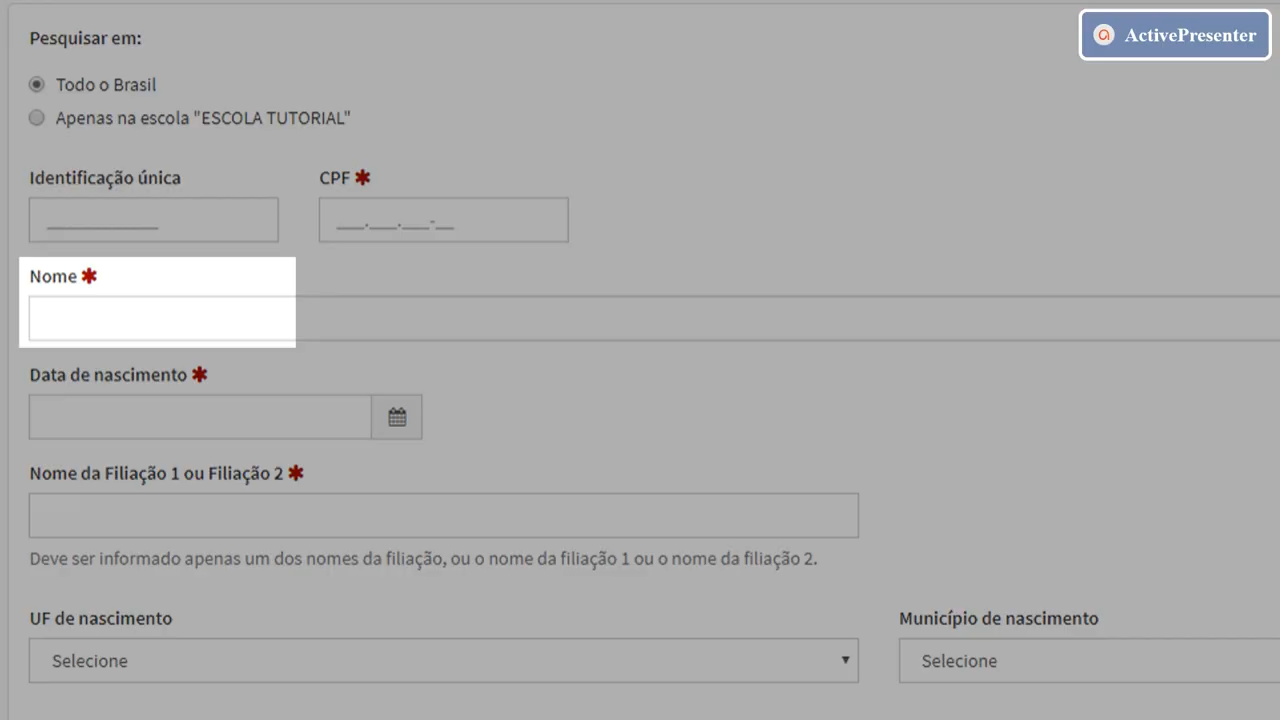 Pesquisar em:
ActivePresenter
Todo o Brasil
Apenas na escola "ESCOLA TUTORIAL"
Identificação única
CPF ✱
____________
___.___.___-__
Nome ✱
Data de nascimento ✱
Nome da Filiação 1 ou Filiação 2 ✱
Deve ser informado apenas um dos nomes da filiação, ou o nome da filiação 1 ou o nome da filiação 2.
UF de nascimento
Município de nascimento
Selecione
Selecione